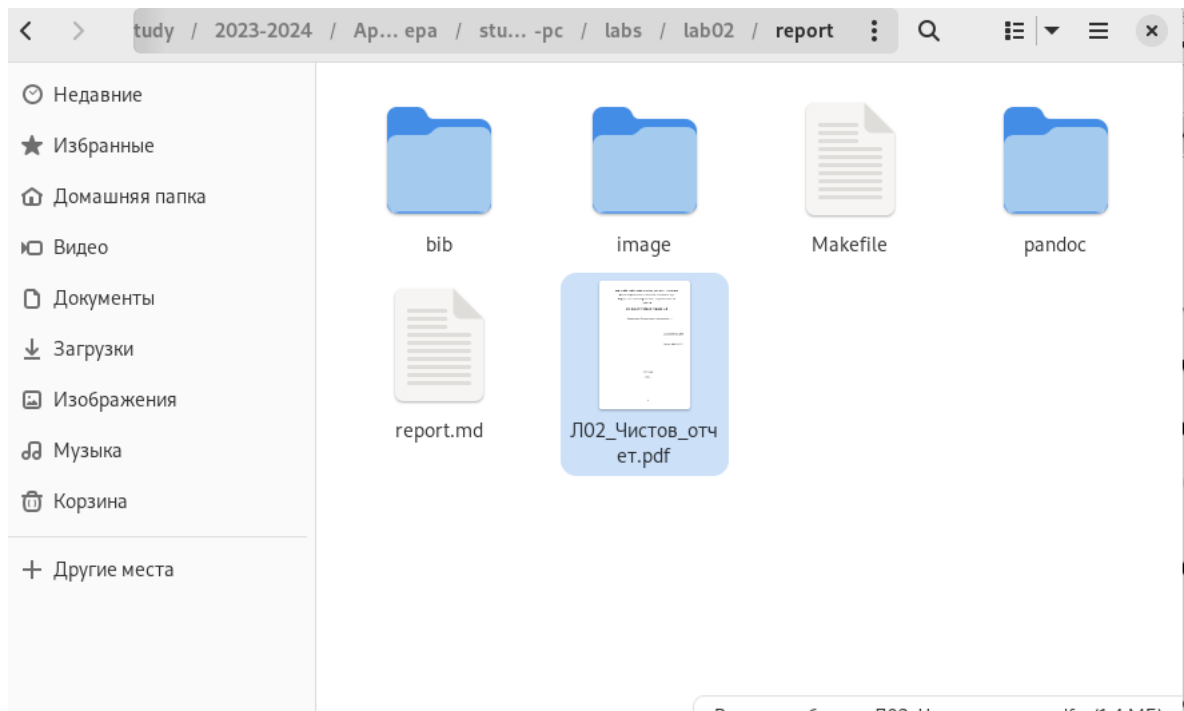 tudy / 2023-2024 / Ap... ера / stu... -pc / labs / lab02 / report
Недавние
Избранные
Домашняя папка
Видео
Документы
Загрузки
Изображения
Музыка
Корзина
Другие места
bib
image
Makefile
pandoc
report.md
Л02_Чистов_отч
ет.pdf